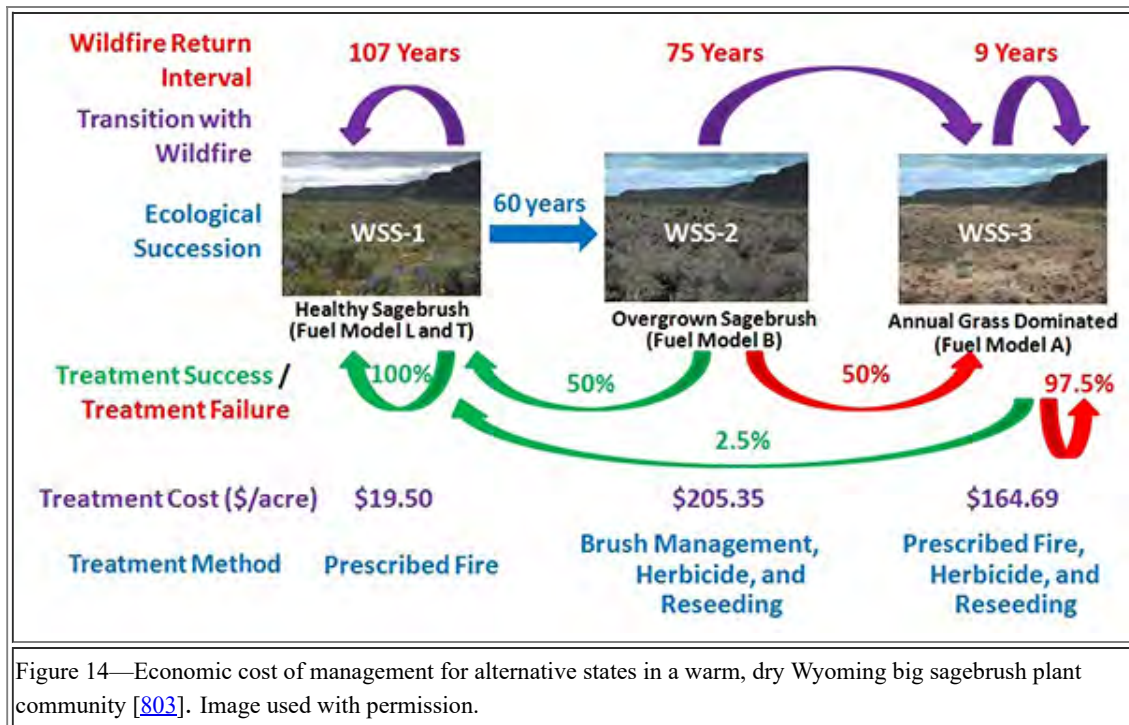 Wildfire Return
Interval
107 Years
75 Years
9 Years
Transition with
Wildfire
Ecological
Succession
WSS-1
60 years
WSS-2
WSS-3
Healthy Sagebrush
(Fuel Model L and T)
Overgrown Sagebrush
(Fuel Model B)
Annual Grass Dominated
(Fuel Model A)
Treatment Success /
Treatment Failure
100%
50%
50%
97.5%
2.5%
Treatment Cost ($/acre)
$19.50
$205.35
$164.69
Treatment Method
Prescribed Fire
Brush Management,
Herbicide, and
Reseeding
Prescribed Fire,
Herbicide, and
Reseeding
Figure 14—Economic cost of management for alternative states in a warm, dry Wyoming big sagebrush plant
community [803]. Image used with permission.